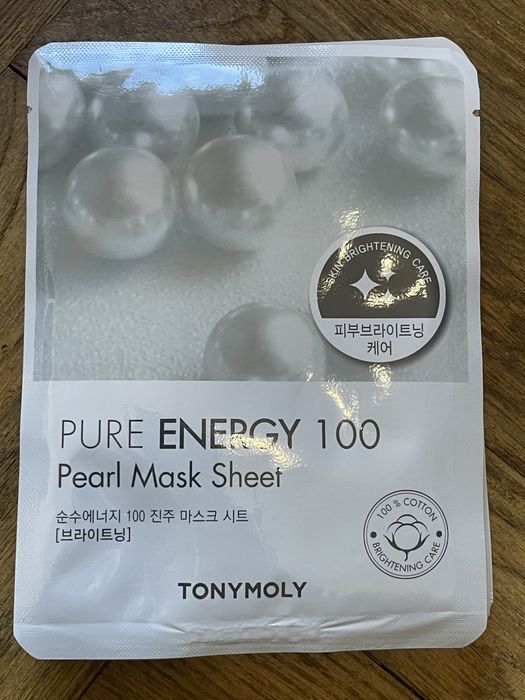 SKIN BRIGHTENING CARE
피부브라이트닝
케어
PURE ENERGY 100
Pearl Mask Sheet
순수에너지 100 진주 마스크 시트
[브라이트닝]
100 % COTTON
• BRIGHTENING CARE •
TONYMOLY